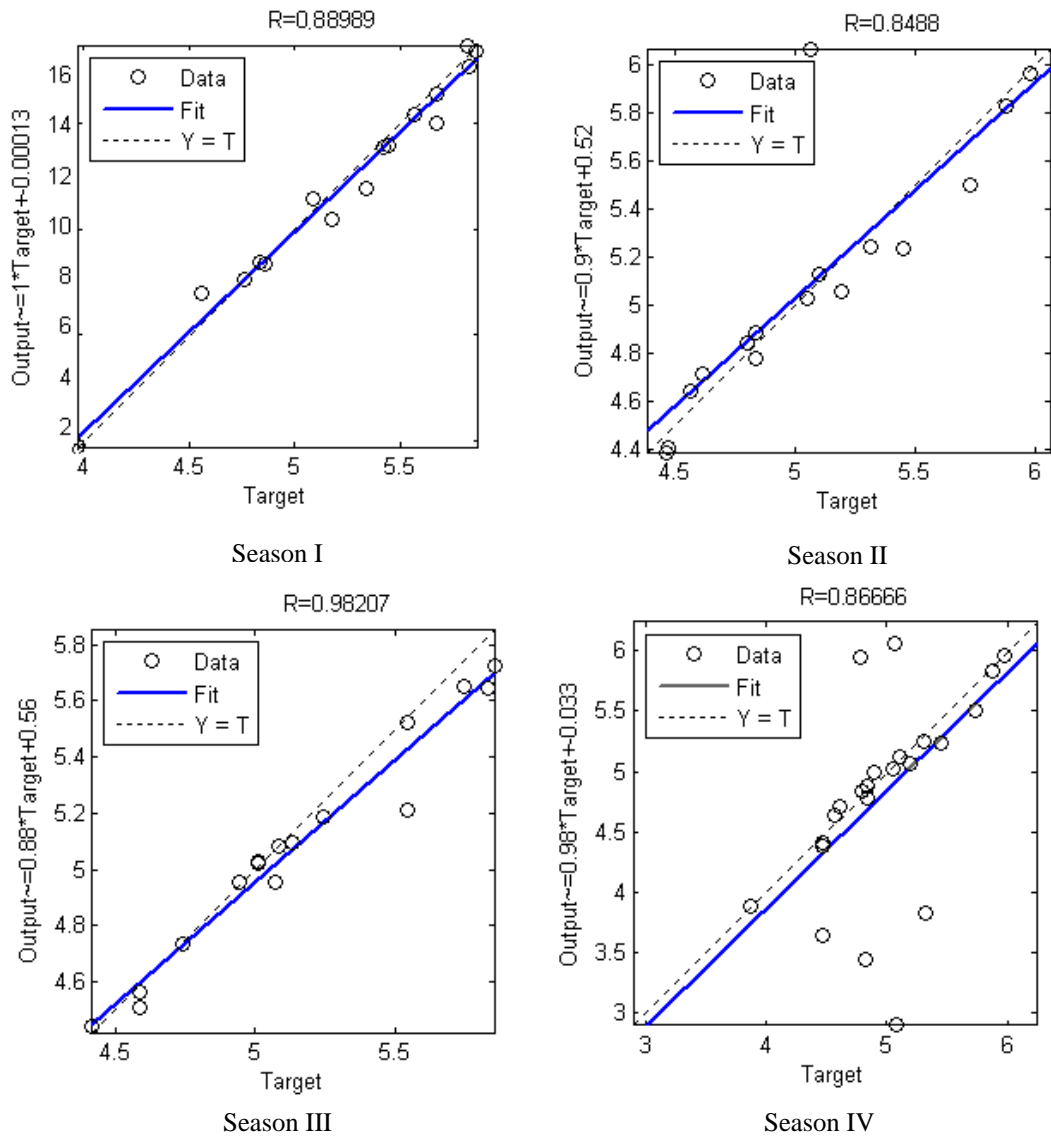 R=0.88989
Output~=1*Target+-0.00013
16
14
12
10
8
6
4
2
Data
Fit
Y = T
4
4.5
5
5.5
Target
Season I
R=0.8488
Output~=0.9*Target+0.52
6
5.8
5.6
5.4
5.2
5
4.8
4.6
4.4
Data
Fit
Y = T
4.5
5
5.5
6
Target
Season II
R=0.98207
Output~=0.88*Target+0.56
5.8
5.6
5.4
5.2
5
4.8
4.6
Data
Fit
Y = T
4.5
5
5.5
Target
Season III
R=0.86666
Output~=0.98*Target+-0.033
6
5.5
5
4.5
4
3.5
3
Data
Fit
Y = T
3
4
5
6
Target
Season IV